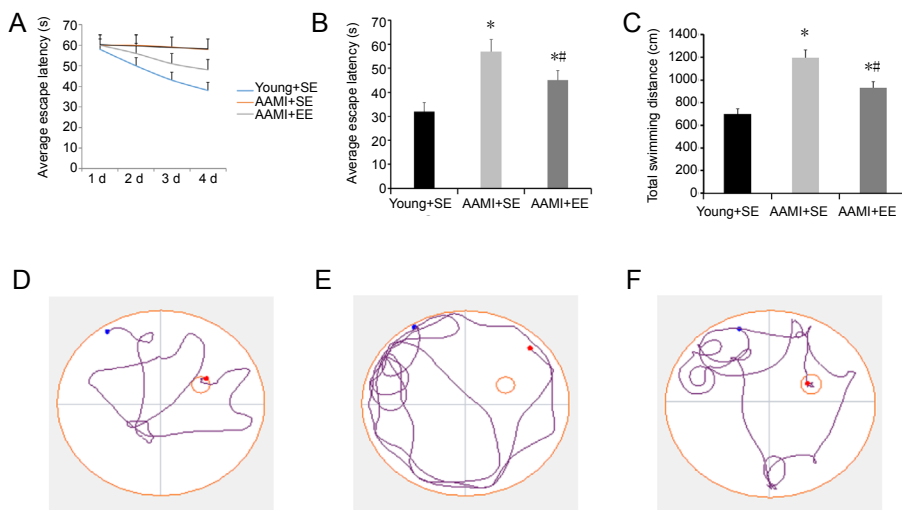 A
Average escape latency (s)
80
70
60
50
40
30
20
10
0
1 d 2 d 3 d 4 d
Young+SE
AAMI+SE
AAMI+EE
B
Average escape latency (s)
70
60
50
40
30
20
10
0
*
*#
Young+SE AAMI+SE AAMI+EE
C
Total swimming distance (cm)
1400
1200
1000
800
600
400
200
0
*
*#
Young+SE AAMI+SE AAMI+EE
D
E
F